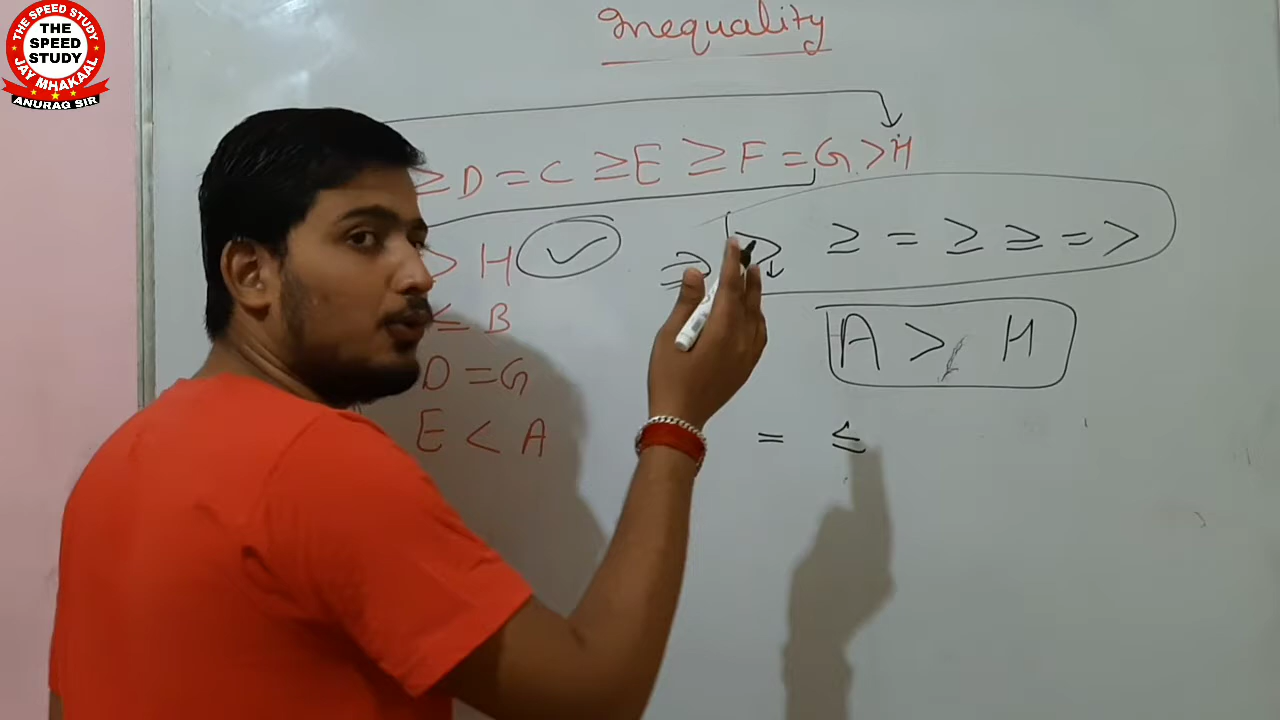 THE SPEED STUDY
THE
SPEED
STUDY
JAY MHAKAAL
ANURAG SIR
Inequality
≥ D = C ≥ E ≥ F = G > H
> H ✓
≥ = ≥ ≥ = >
≤ B
A > H
D = G
E < A
= ≤